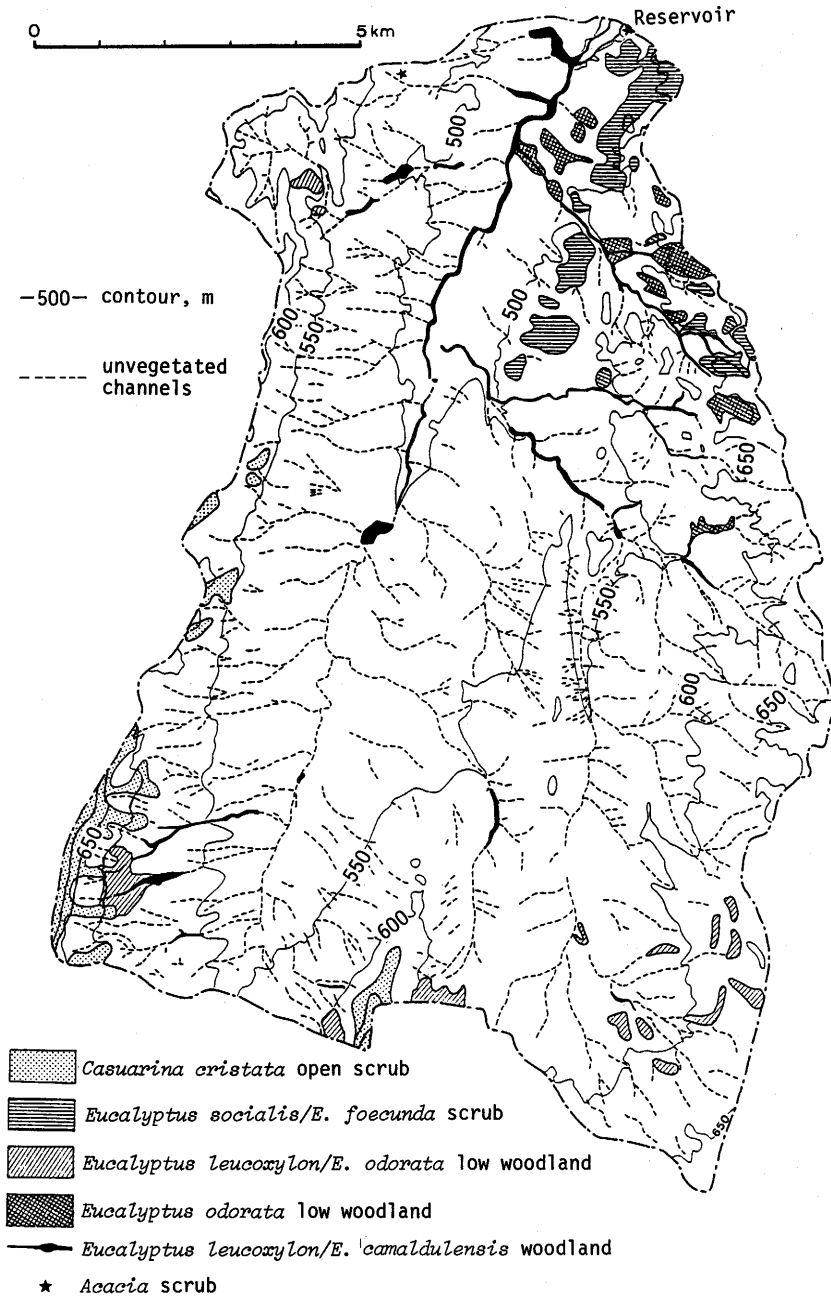 Reservoir
0 5 km
500
—500— contour, m
500
600
550
unvegetated
channels
650
550
600
650
650
550
600
Casuarina cristata open scrub
Eucalyptus socialis/E. foecunda scrub
650
Eucalyptus leucoxylon/E. odorata low woodland
Eucalyptus odorata low woodland
Eucalyptus leucoxylon/E. camaldulensis woodland
★ Acacia scrub